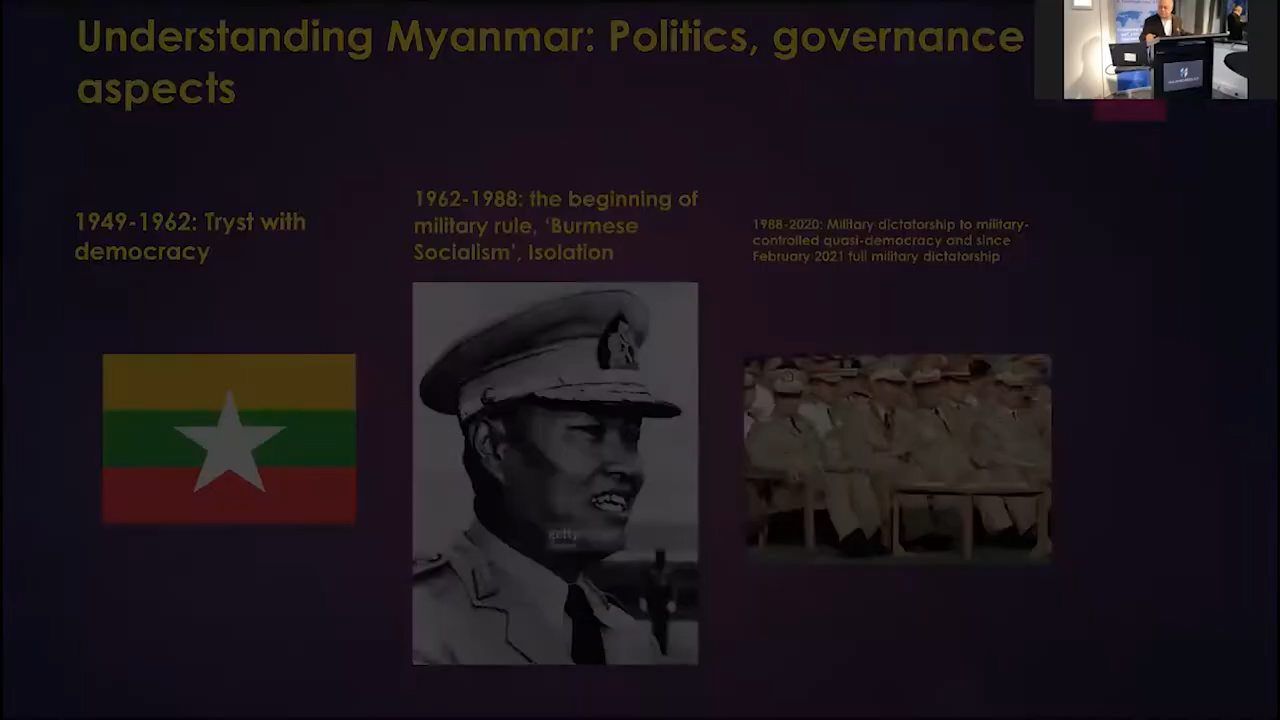 Understanding Myanmar: Politics, governance
aspects
1949-1962: Tryst with
democracy
1962-1988: the beginning of
military rule, ‘Burmese
Socialism’, Isolation
1988-2020: Military dictatorship to military-
controlled quasi-democracy and since
February 2021 full military dictatorship
getty